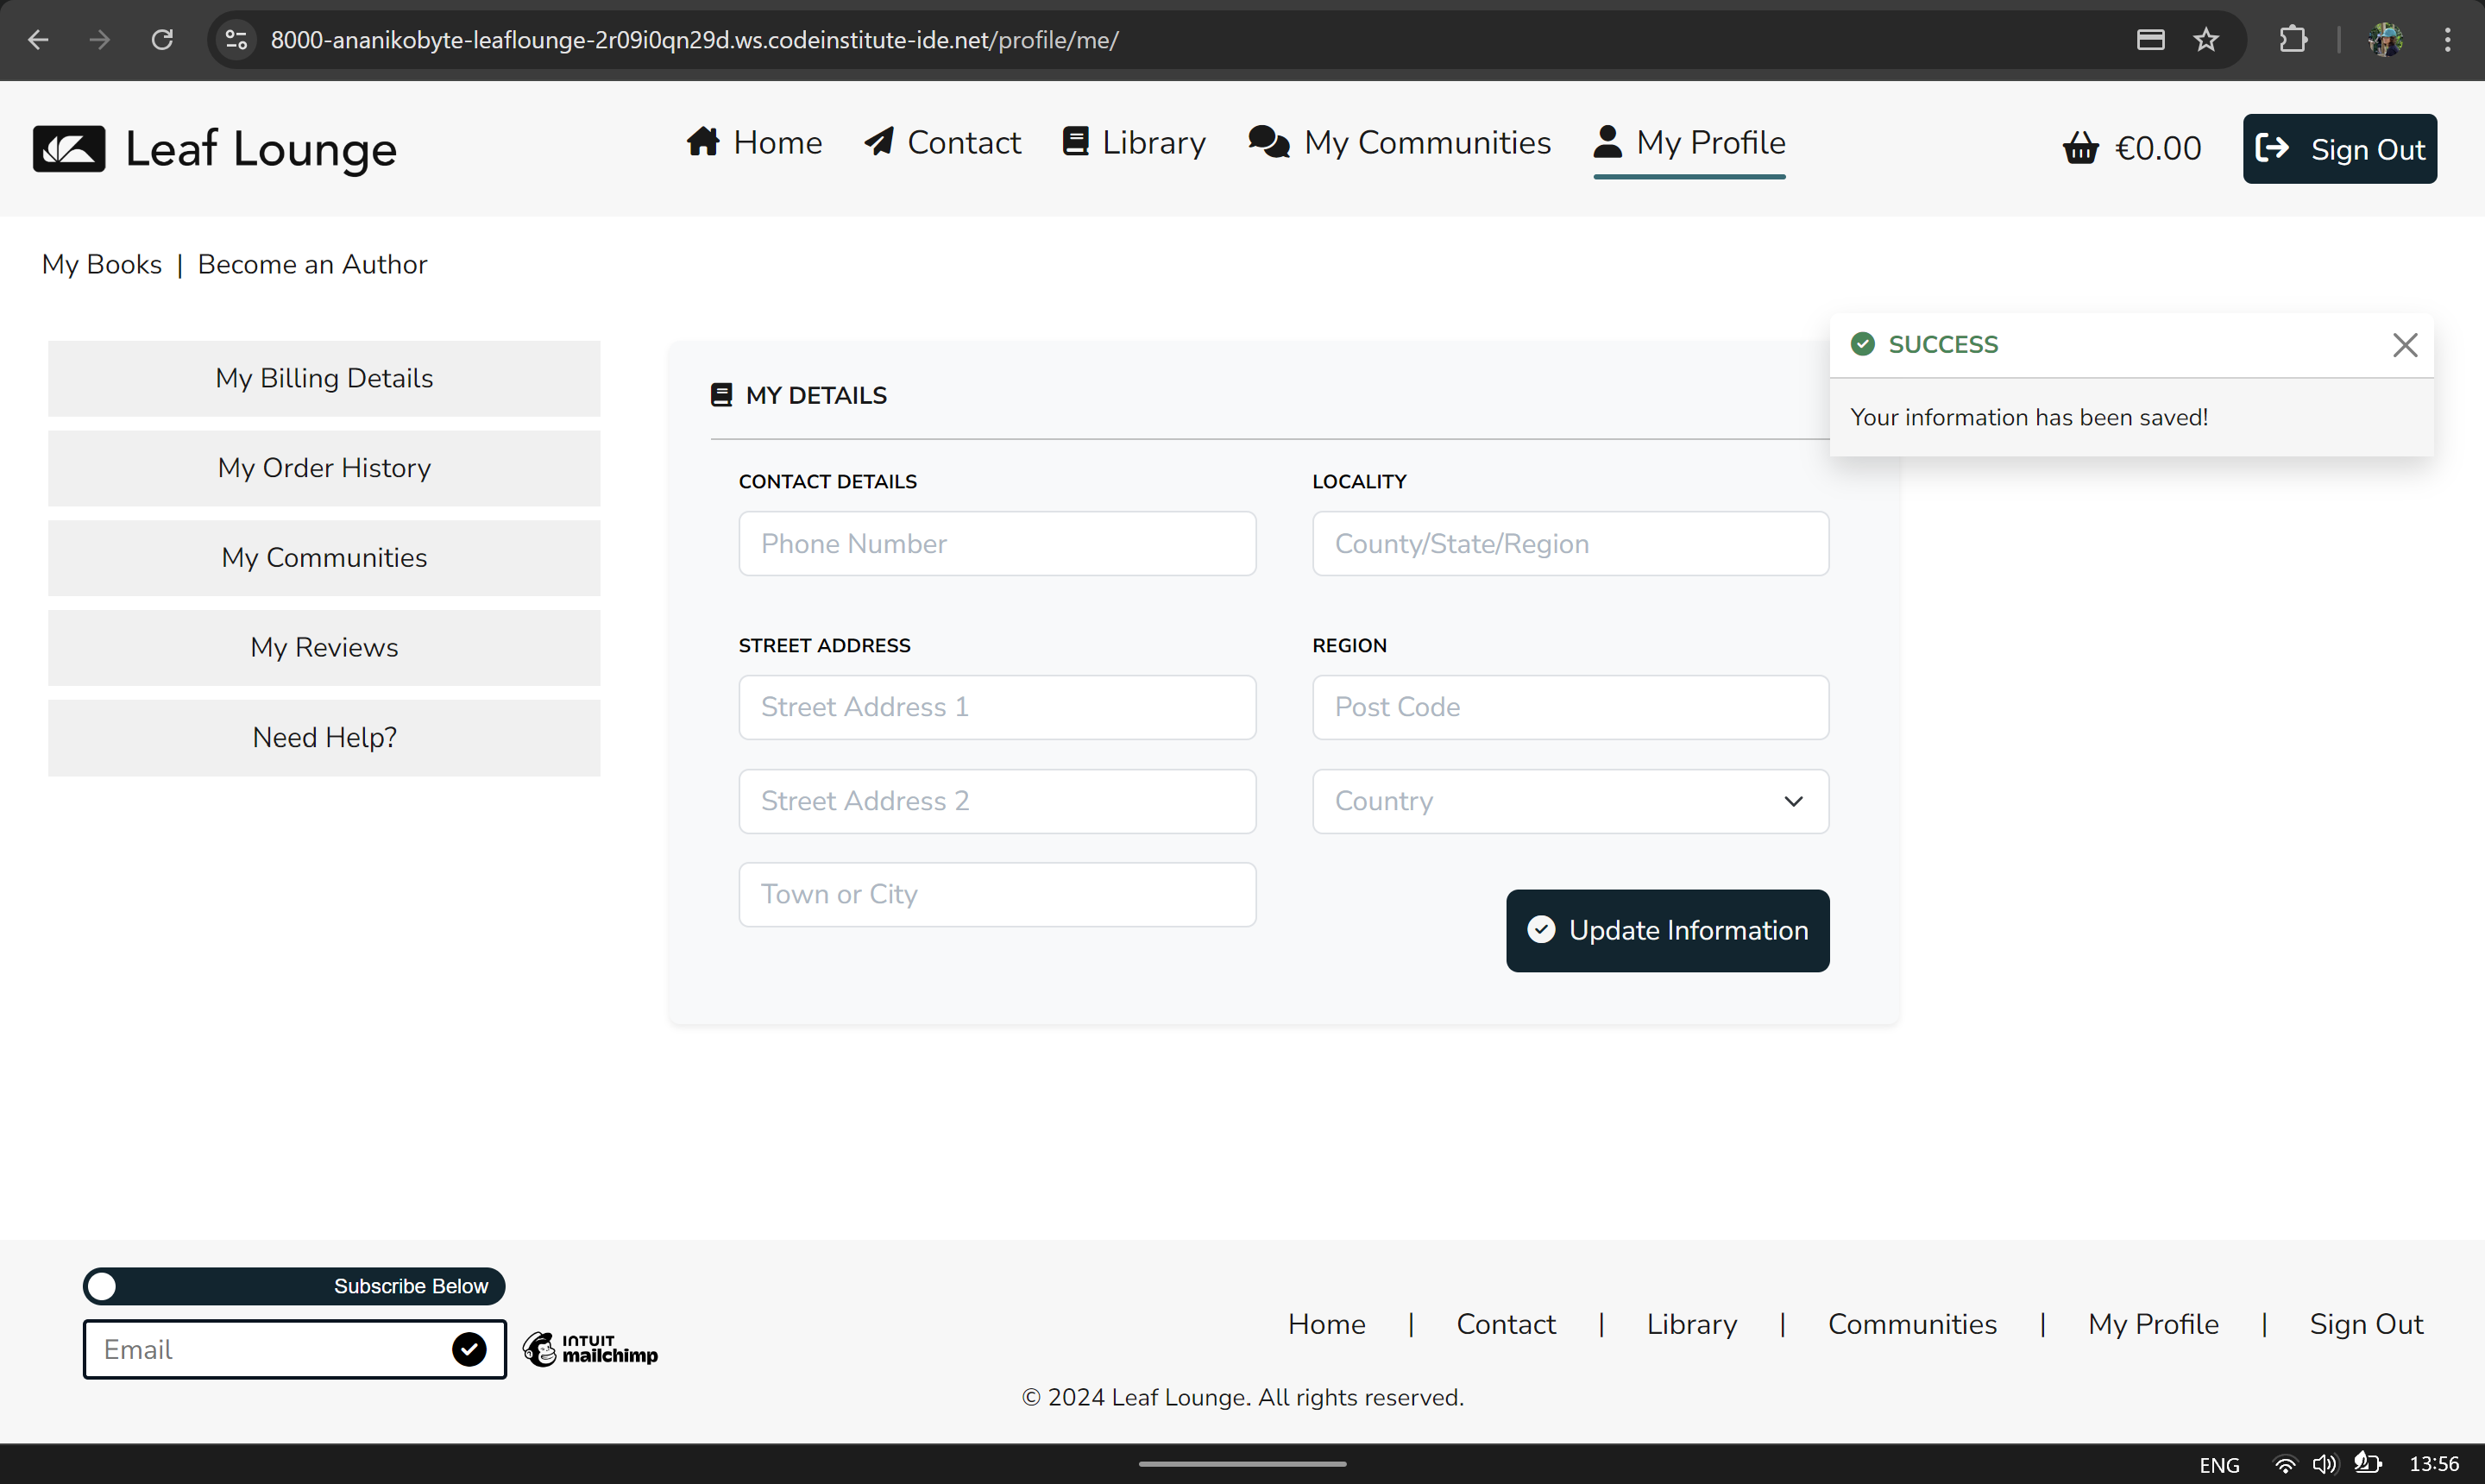 8000-ananikobyte-leaflounge-2r09i0qn29d.ws.codeinstitute-ide.net/profile/me/
Leaf Lounge
Home
Contact
Library
My Communities
My Profile
€0.00
Sign Out
My Books | Become an Author
My Billing Details
My Order History
My Communities
My Reviews
Need Help?
MY DETAILS
SUCCESS
Your information has been saved!
CONTACT DETAILS
Phone Number
LOCALITY
County/State/Region
STREET ADDRESS
Street Address 1
Street Address 2
Town or City
REGION
Post Code
Country
Update Information
Subscribe Below
Email
INTUIT
mailchimp
Home | Contact | Library | Communities | My Profile | Sign Out
© 2024 Leaf Lounge. All rights reserved.
ENG
13:56